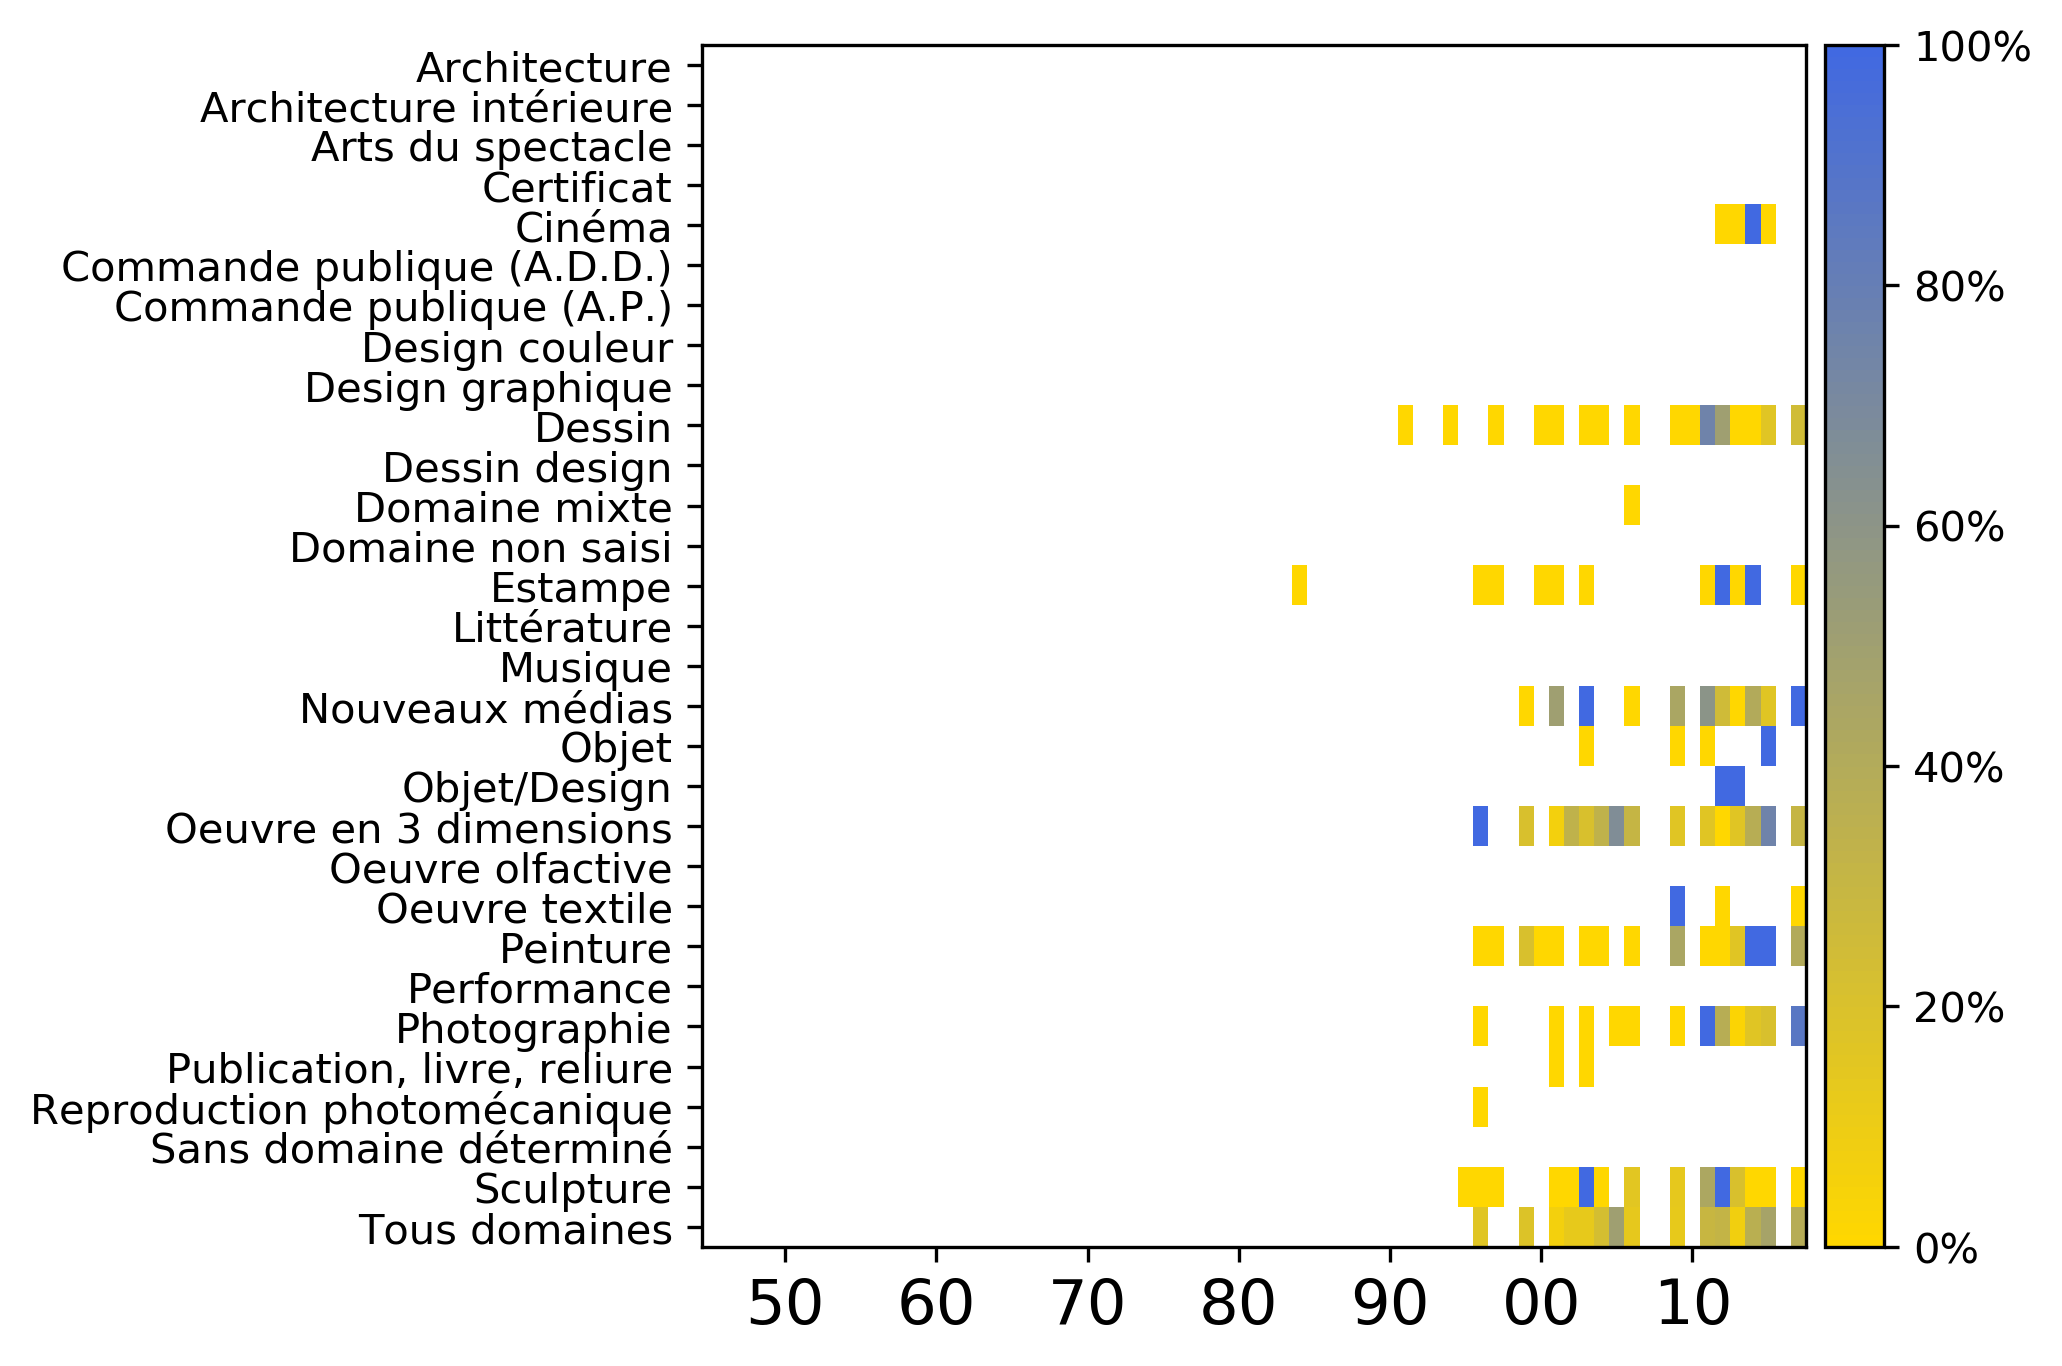 Architecture
Architecture intérieure
Arts du spectacle
Certificat
Cinéma
Commande publique (A.D.D.)
Commande publique (A.P.)
Design couleur
Design graphique
Dessin
Dessin design
Domaine mixte
Domaine non saisi
Estampe
Littérature
Musique
Nouveaux médias
Objet
Objet/Design
Oeuvre en 3 dimensions
Oeuvre olfactive
Oeuvre textile
Peinture
Performance
Photographie
Publication, livre, reliure
Reproduction photomécanique
Sans domaine déterminé
Sculpture
Tous domaines
50 60 70 80 90 00 10
100%
80%
60%
40%
20%
0%